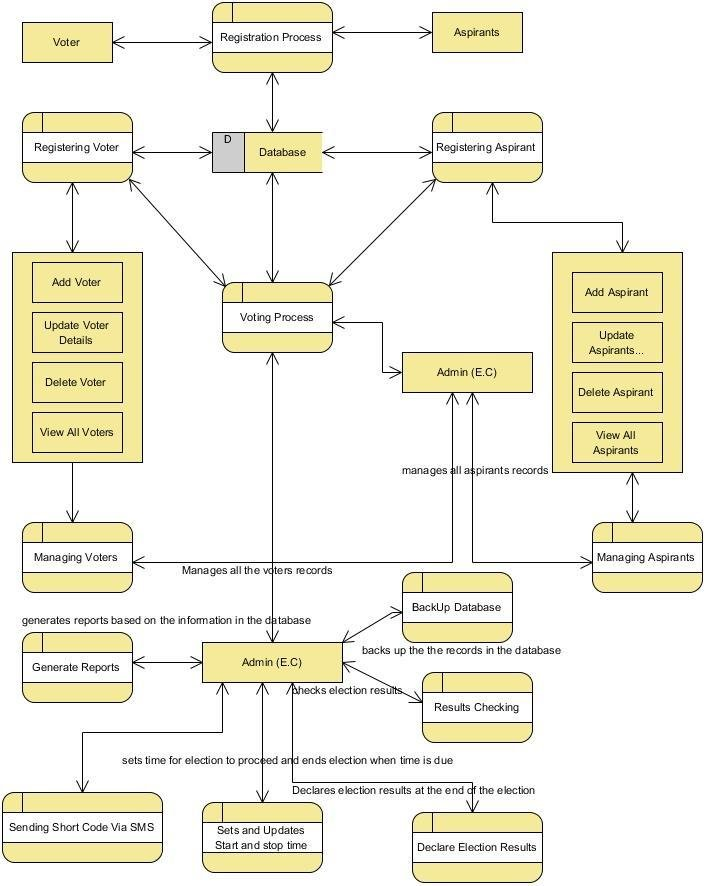 Voter
Registration Process
Aspirants
Registering Voter
D
Database
Registering Aspirant
Add Voter
Update Voter
Details
Delete Voter
View All Voters
Voting Process
Admin (E.C)
Add Aspirant
Update
Aspirants...
Delete Aspirant
View All
Aspirants
manages all aspirants records
Managing Voters
Manages all the voters records
Managing Aspirants
BackUp Database
generates reports based on the information in the database
Generate Reports
Admin (E.C)
backs up the the records in the database
checks election results
Results Checking
sets time for election to proceed and ends election when time is due
Declares election results at the end of the election
Sending Short Code Via SMS
Sets and Updates
Start and stop time
Declare Election Results